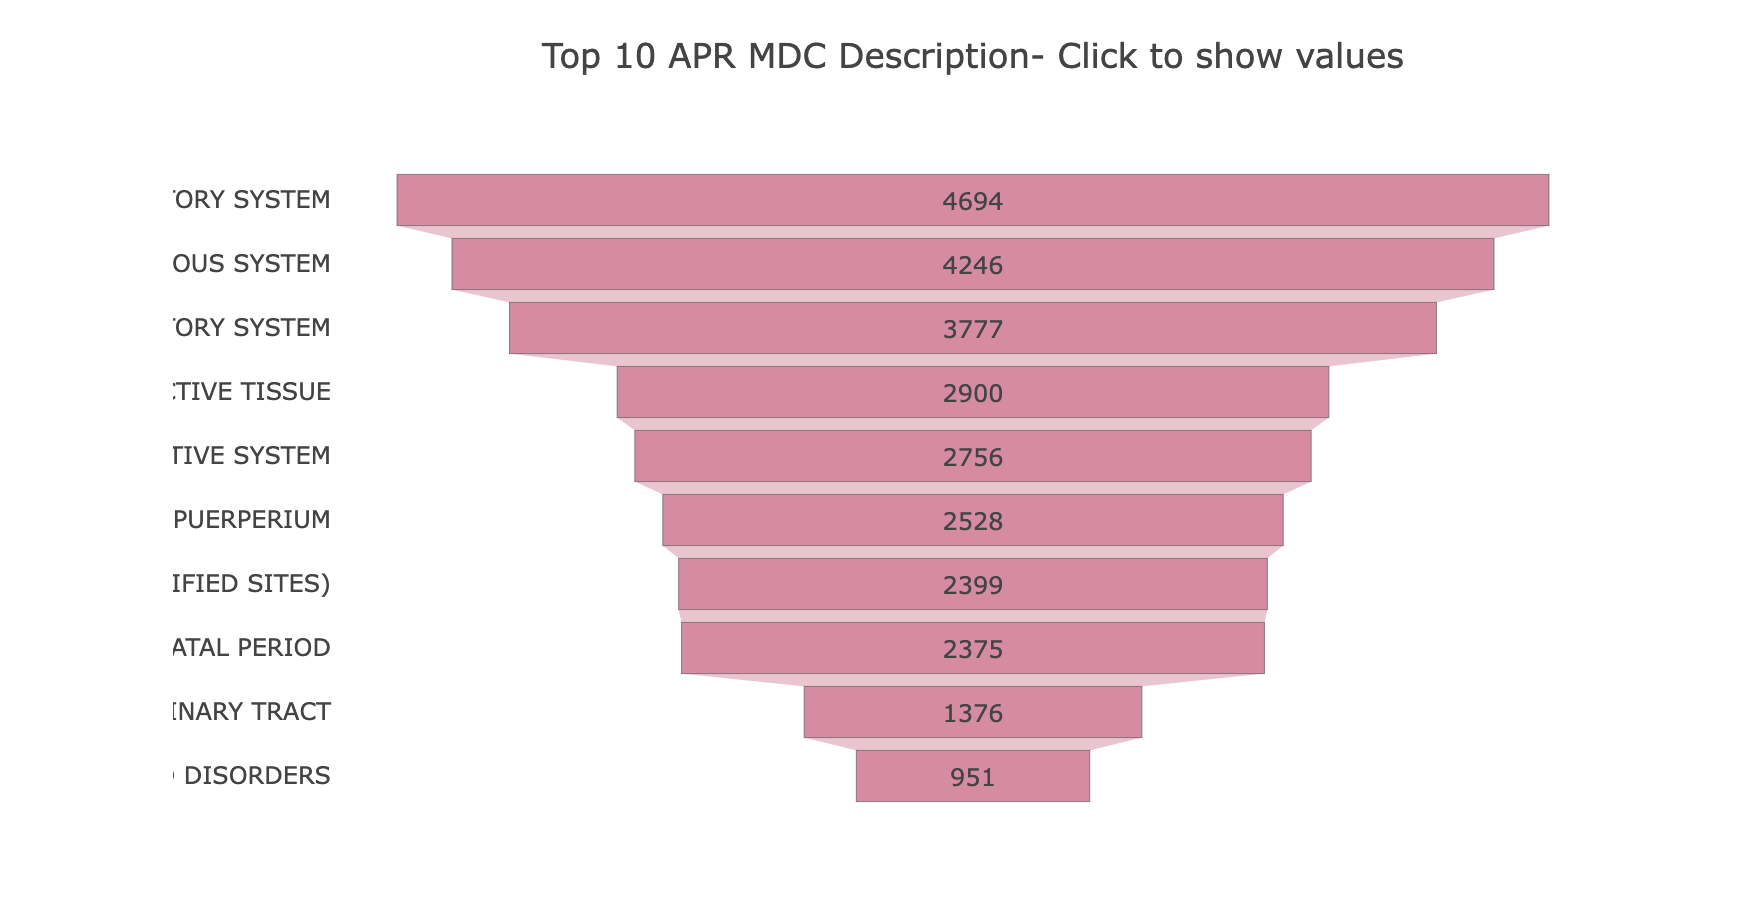 Top 10 APR MDC Description- Click to show values
TORY SYSTEM 4694
OUS SYSTEM 4246
TORY SYSTEM 3777
CTIVE TISSUE 2900
TIVE SYSTEM 2756
PUERPERIUM 2528
IFIED SITES) 2399
ATAL PERIOD 2375
INARY TRACT 1376
DISORDERS 951